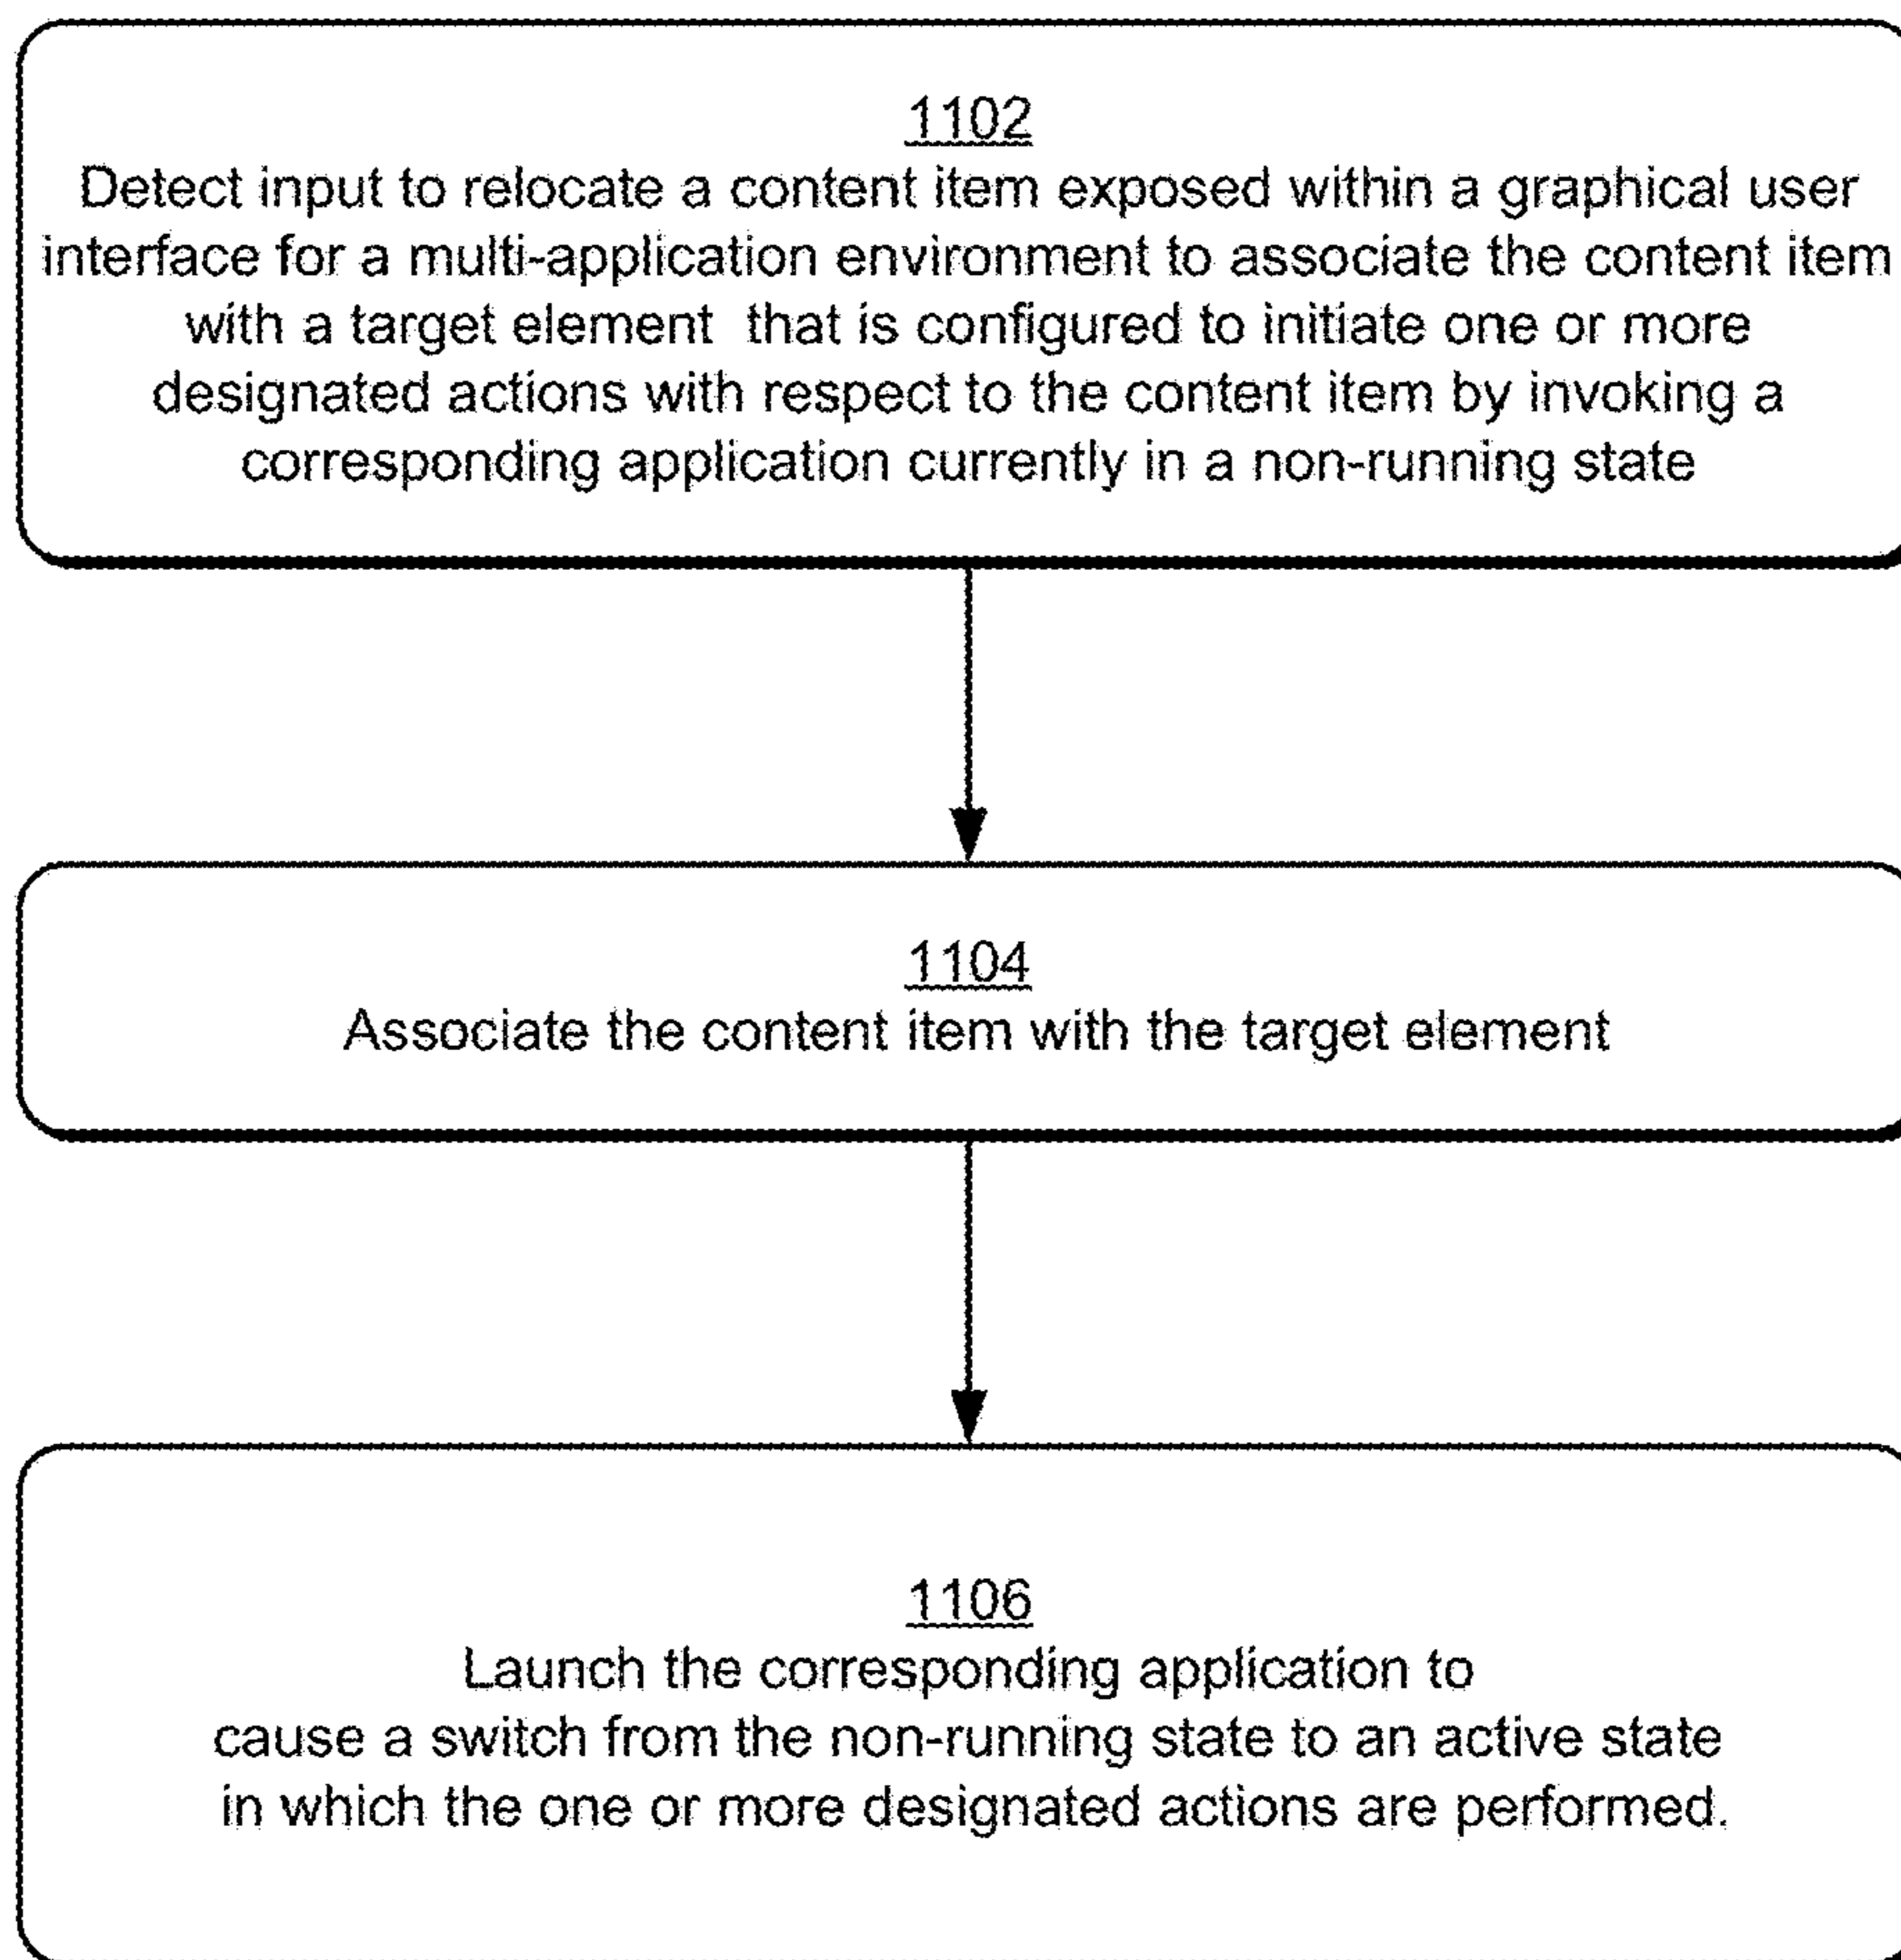 1102
Detect input to relocate a content item exposed within a graphical user
interface for a multi-application environment to associate the content item
with a target element that is configured to initiate one or more
designated actions with respect to the content item by invoking a
corresponding application currently in a non-running state
1104
Associate the content item with the target element
1106
Launch the corresponding application to
cause a switch from the non-running state to an active state
in which the one or more designated actions are performed.